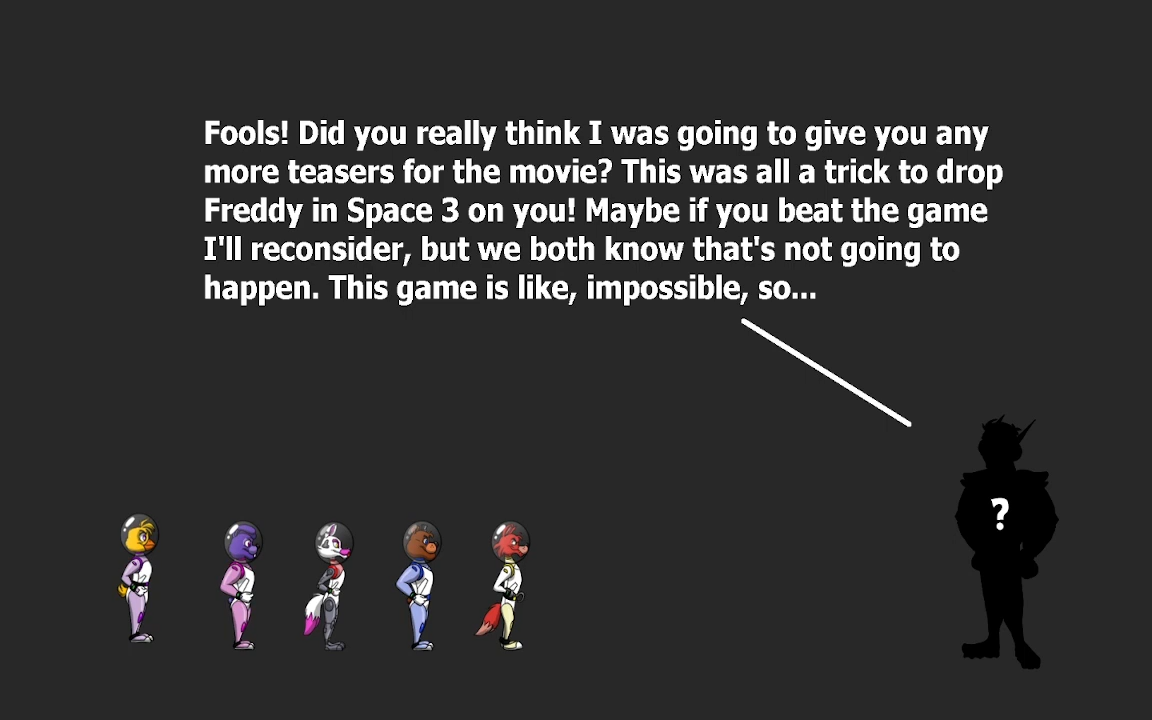 Fools! Did you really think I was going to give you any
more teasers for the movie? This was all a trick to drop
Freddy in Space 3 on you! Maybe if you beat the game
I'll reconsider, but we both know that's not going to
happen. This game is like, impossible, so...
?